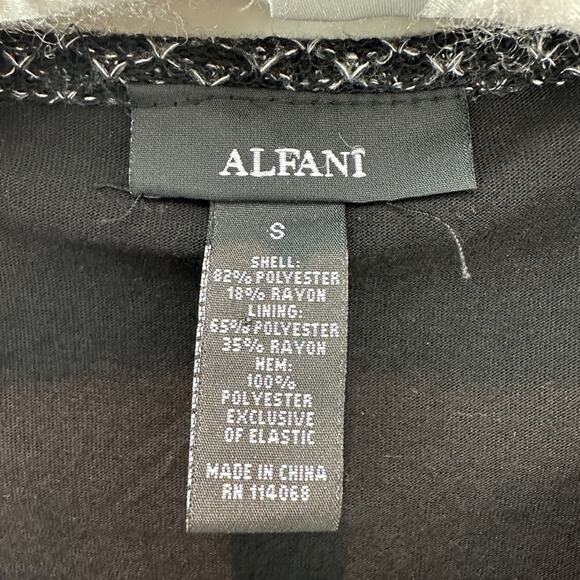 ALFANI
S
SHELL:
82% POLYESTER
18% RAYON
LINING:
65% POLYESTER
35% RAYON
HEM:
100%
POLYESTER
EXCLUSIVE
OF ELASTIC
MADE IN CHINA
RN 114068